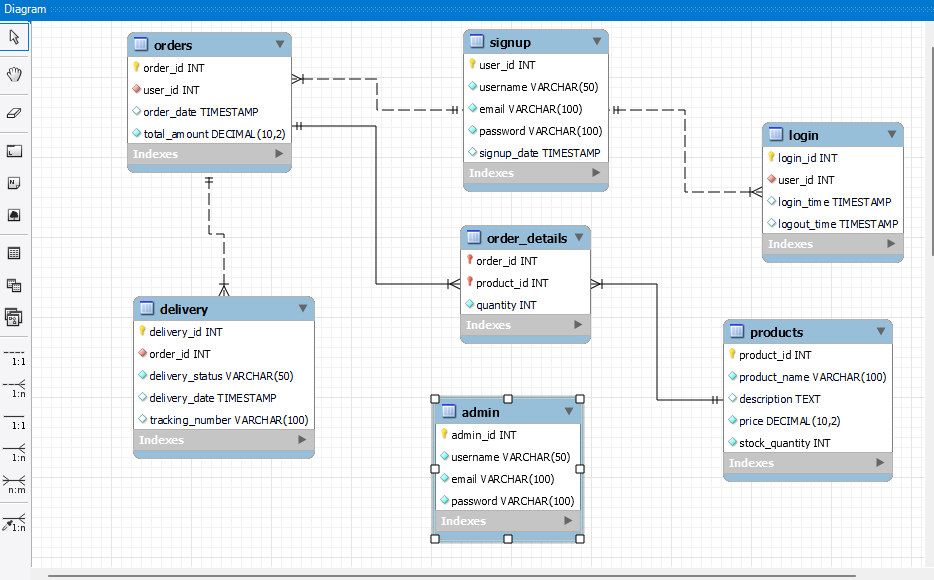 Diagram
orders
order_id INT
user_id INT
order_date TIMESTAMP
total_amount DECIMAL(10,2)
Indexes
signup
user_id INT
username VARCHAR(50)
email VARCHAR(100)
password VARCHAR(100)
signup_date TIMESTAMP
Indexes
login
login_id INT
user_id INT
login_time TIMESTAMP
logout_time TIMESTAMP
Indexes
order_details
order_id INT
product_id INT
quantity INT
Indexes
delivery
delivery_id INT
order_id INT
delivery_status VARCHAR(50)
delivery_date TIMESTAMP
tracking_number VARCHAR(100)
Indexes
products
product_id INT
product_name VARCHAR(100)
description TEXT
price DECIMAL(10,2)
stock_quantity INT
Indexes
admin
admin_id INT
username VARCHAR(50)
email VARCHAR(100)
password VARCHAR(100)
Indexes
1:1
1:n
1:1
1:n
n:m
1:n